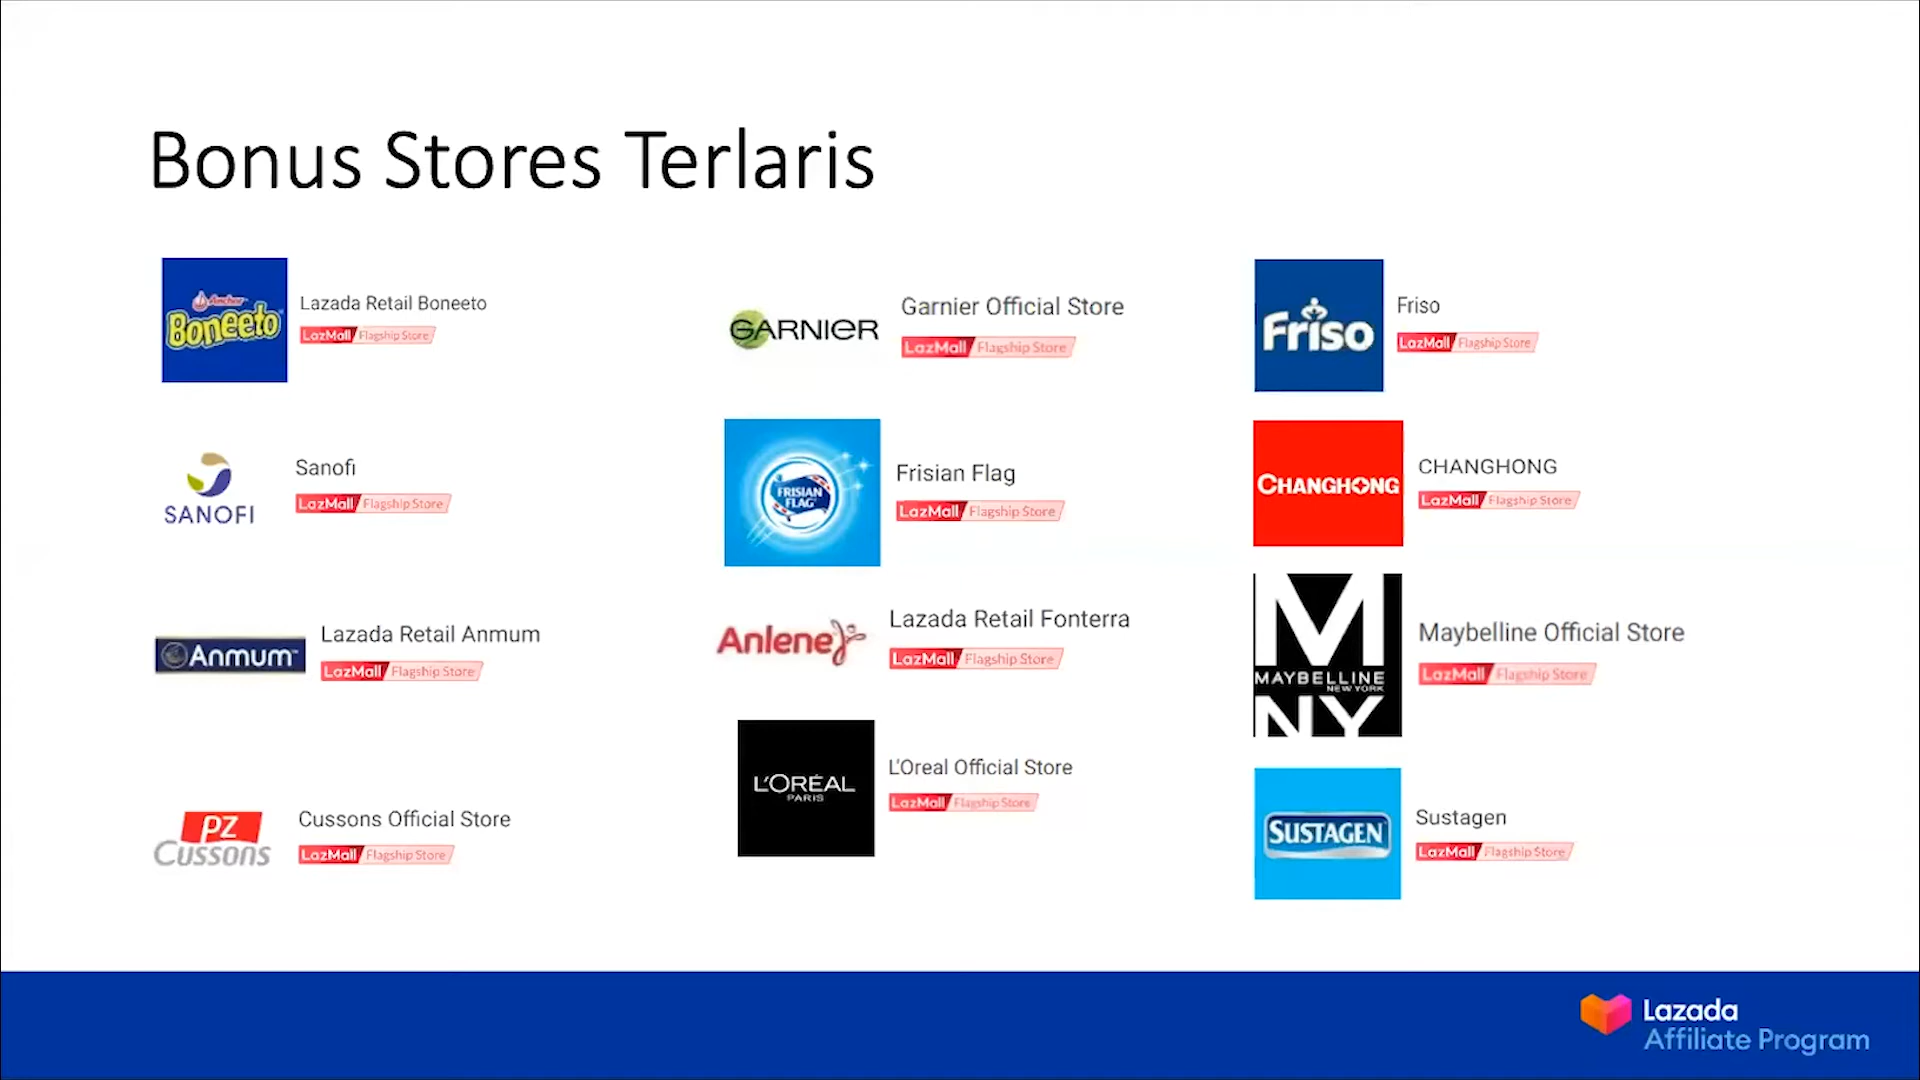 Bonus Stores Terlaris
Anchor
Boneeto
Lazada Retail Boneeto
LazMall Flagship Store
SANOFI
Sanofi
LazMall Flagship Store
Anmum™
Lazada Retail Anmum
LazMall Flagship Store
PZ
Cussons
Cussons Official Store
LazMall Flagship Store
GARNIER
Garnier Official Store
LazMall Flagship Store
FRISIAN
FLAG
Frisian Flag
LazMall Flagship Store
Anlene
Lazada Retail Fonterra
LazMall Flagship Store
L'ORÉAL
PARIS
L'Oreal Official Store
LazMall Flagship Store
Friso
Friso
LazMall Flagship Store
CHANGHONG
CHANGHONG
LazMall Flagship Store
M
MAYBELLINE
NEW YORK
NY
Maybelline Official Store
LazMall Flagship Store
SUSTAGEN
Sustagen
LazMall Flagship Store
Lazada
Affiliate Program